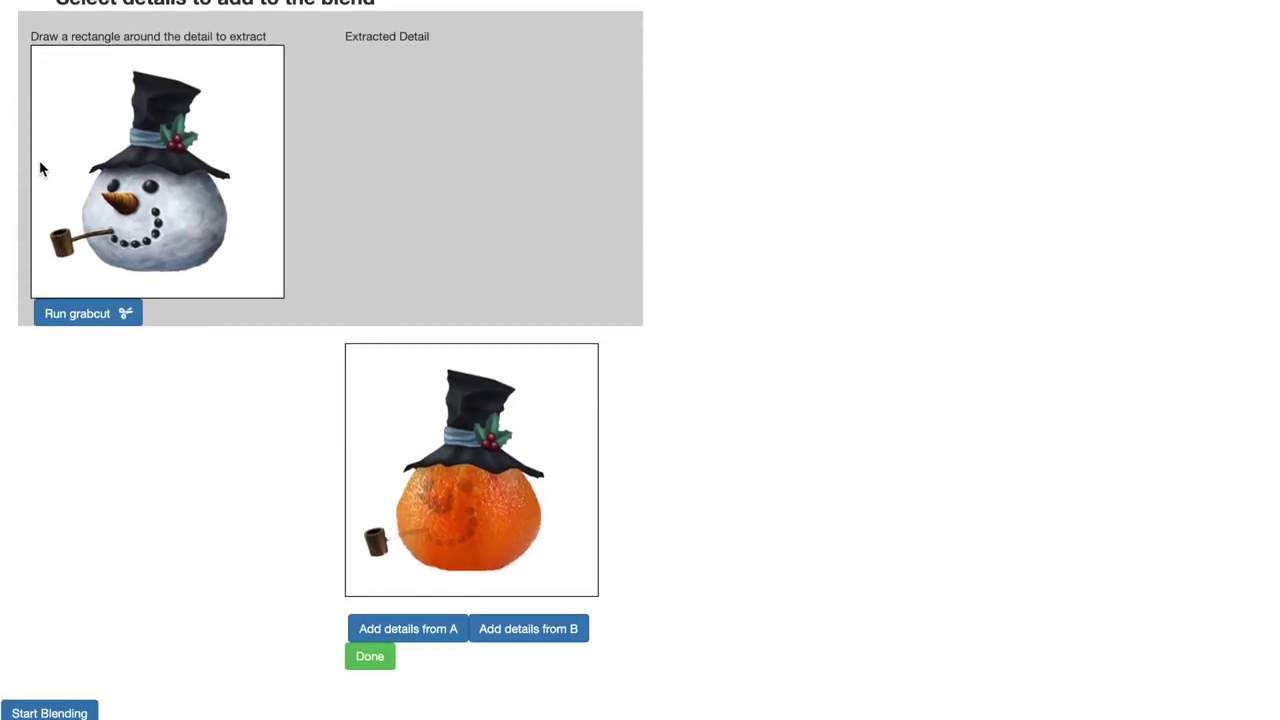 Select details to add to the blend
Draw a rectangle around the detail to extract
Extracted Detail
Run grabcut
Add details from A
Add details from B
Done
Start Blending